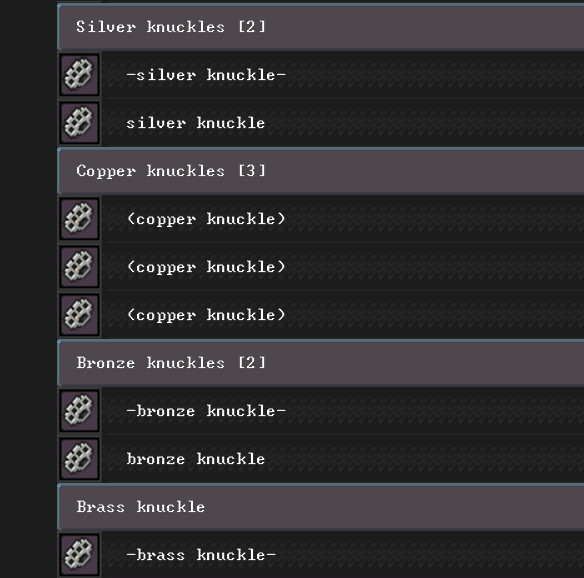 Silver knuckles [2]
-silver knuckle-
silver knuckle
Copper knuckles [3]
(copper knuckle)
(copper knuckle)
(copper knuckle)
Bronze knuckles [2]
-bronze knuckle-
bronze knuckle
Brass knuckle
-brass knuckle-